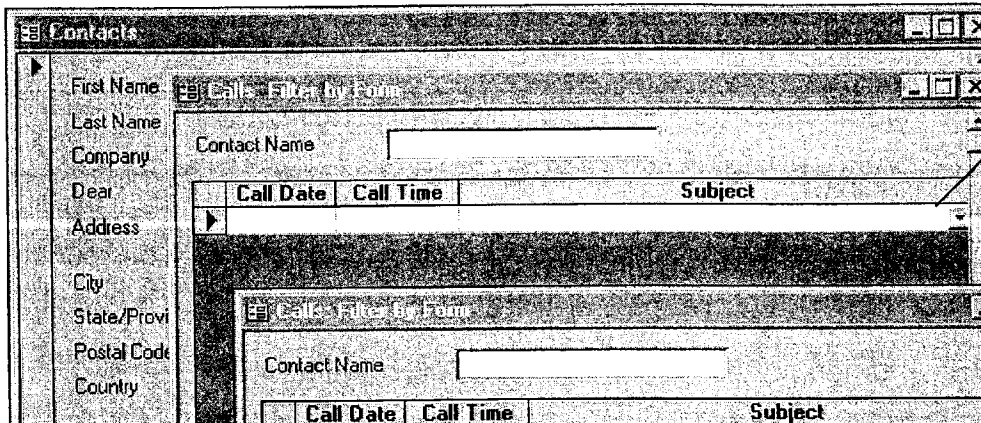 Contacts
First Name
Calls: Filter by Form
Last Name
Contact Name
Company
Dear
Call Date Call Time Subject
Address
City
Calls: Filter by Form
State/Provi
Postal Code
Contact Name
Country
Call Date Call Time Subject